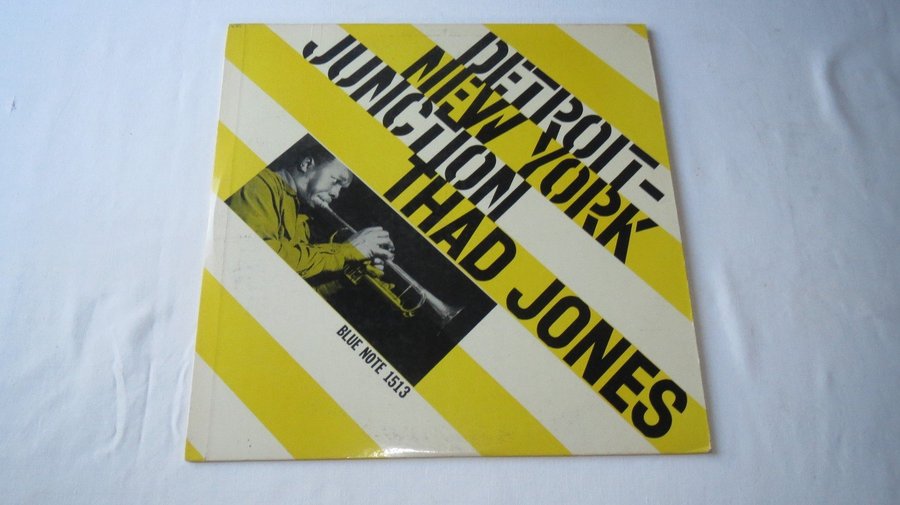 DETROIT-
NEW YORK
JUNCTION
THAD JONES
BLUE NOTE 1513